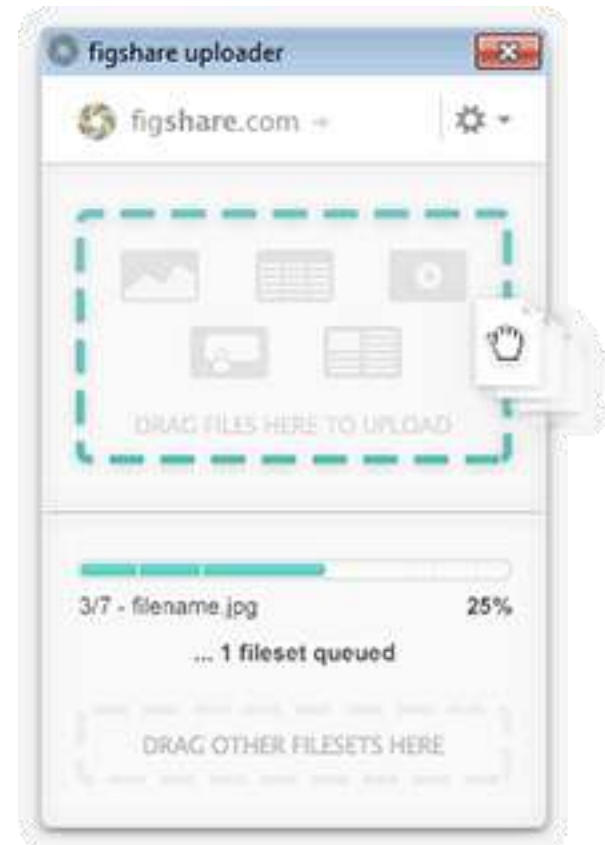 figshare uploader
figshare.com
DRAG FILES HERE TO UPLOAD
3/7 - filename.jpg 25%
... 1 fileset queued
DRAG OTHER FILESETS HERE